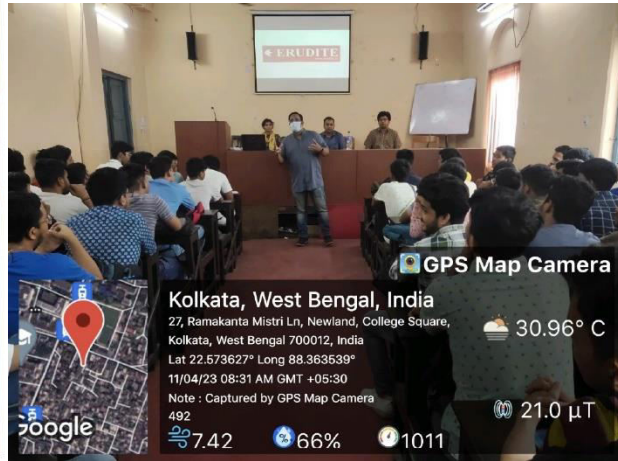 ERUDITE
GPS Map Camera
Kolkata, West Bengal, India
27, Ramakanta Mistri Ln, Newland, College Square,
Kolkata, West Bengal 700012, India
Lat 22.573627° Long 88.363539°
11/04/23 08:31 AM GMT +05:30
Note : Captured by GPS Map Camera
492
7.42
66%
1011
30.96° C
21.0 μT
Google